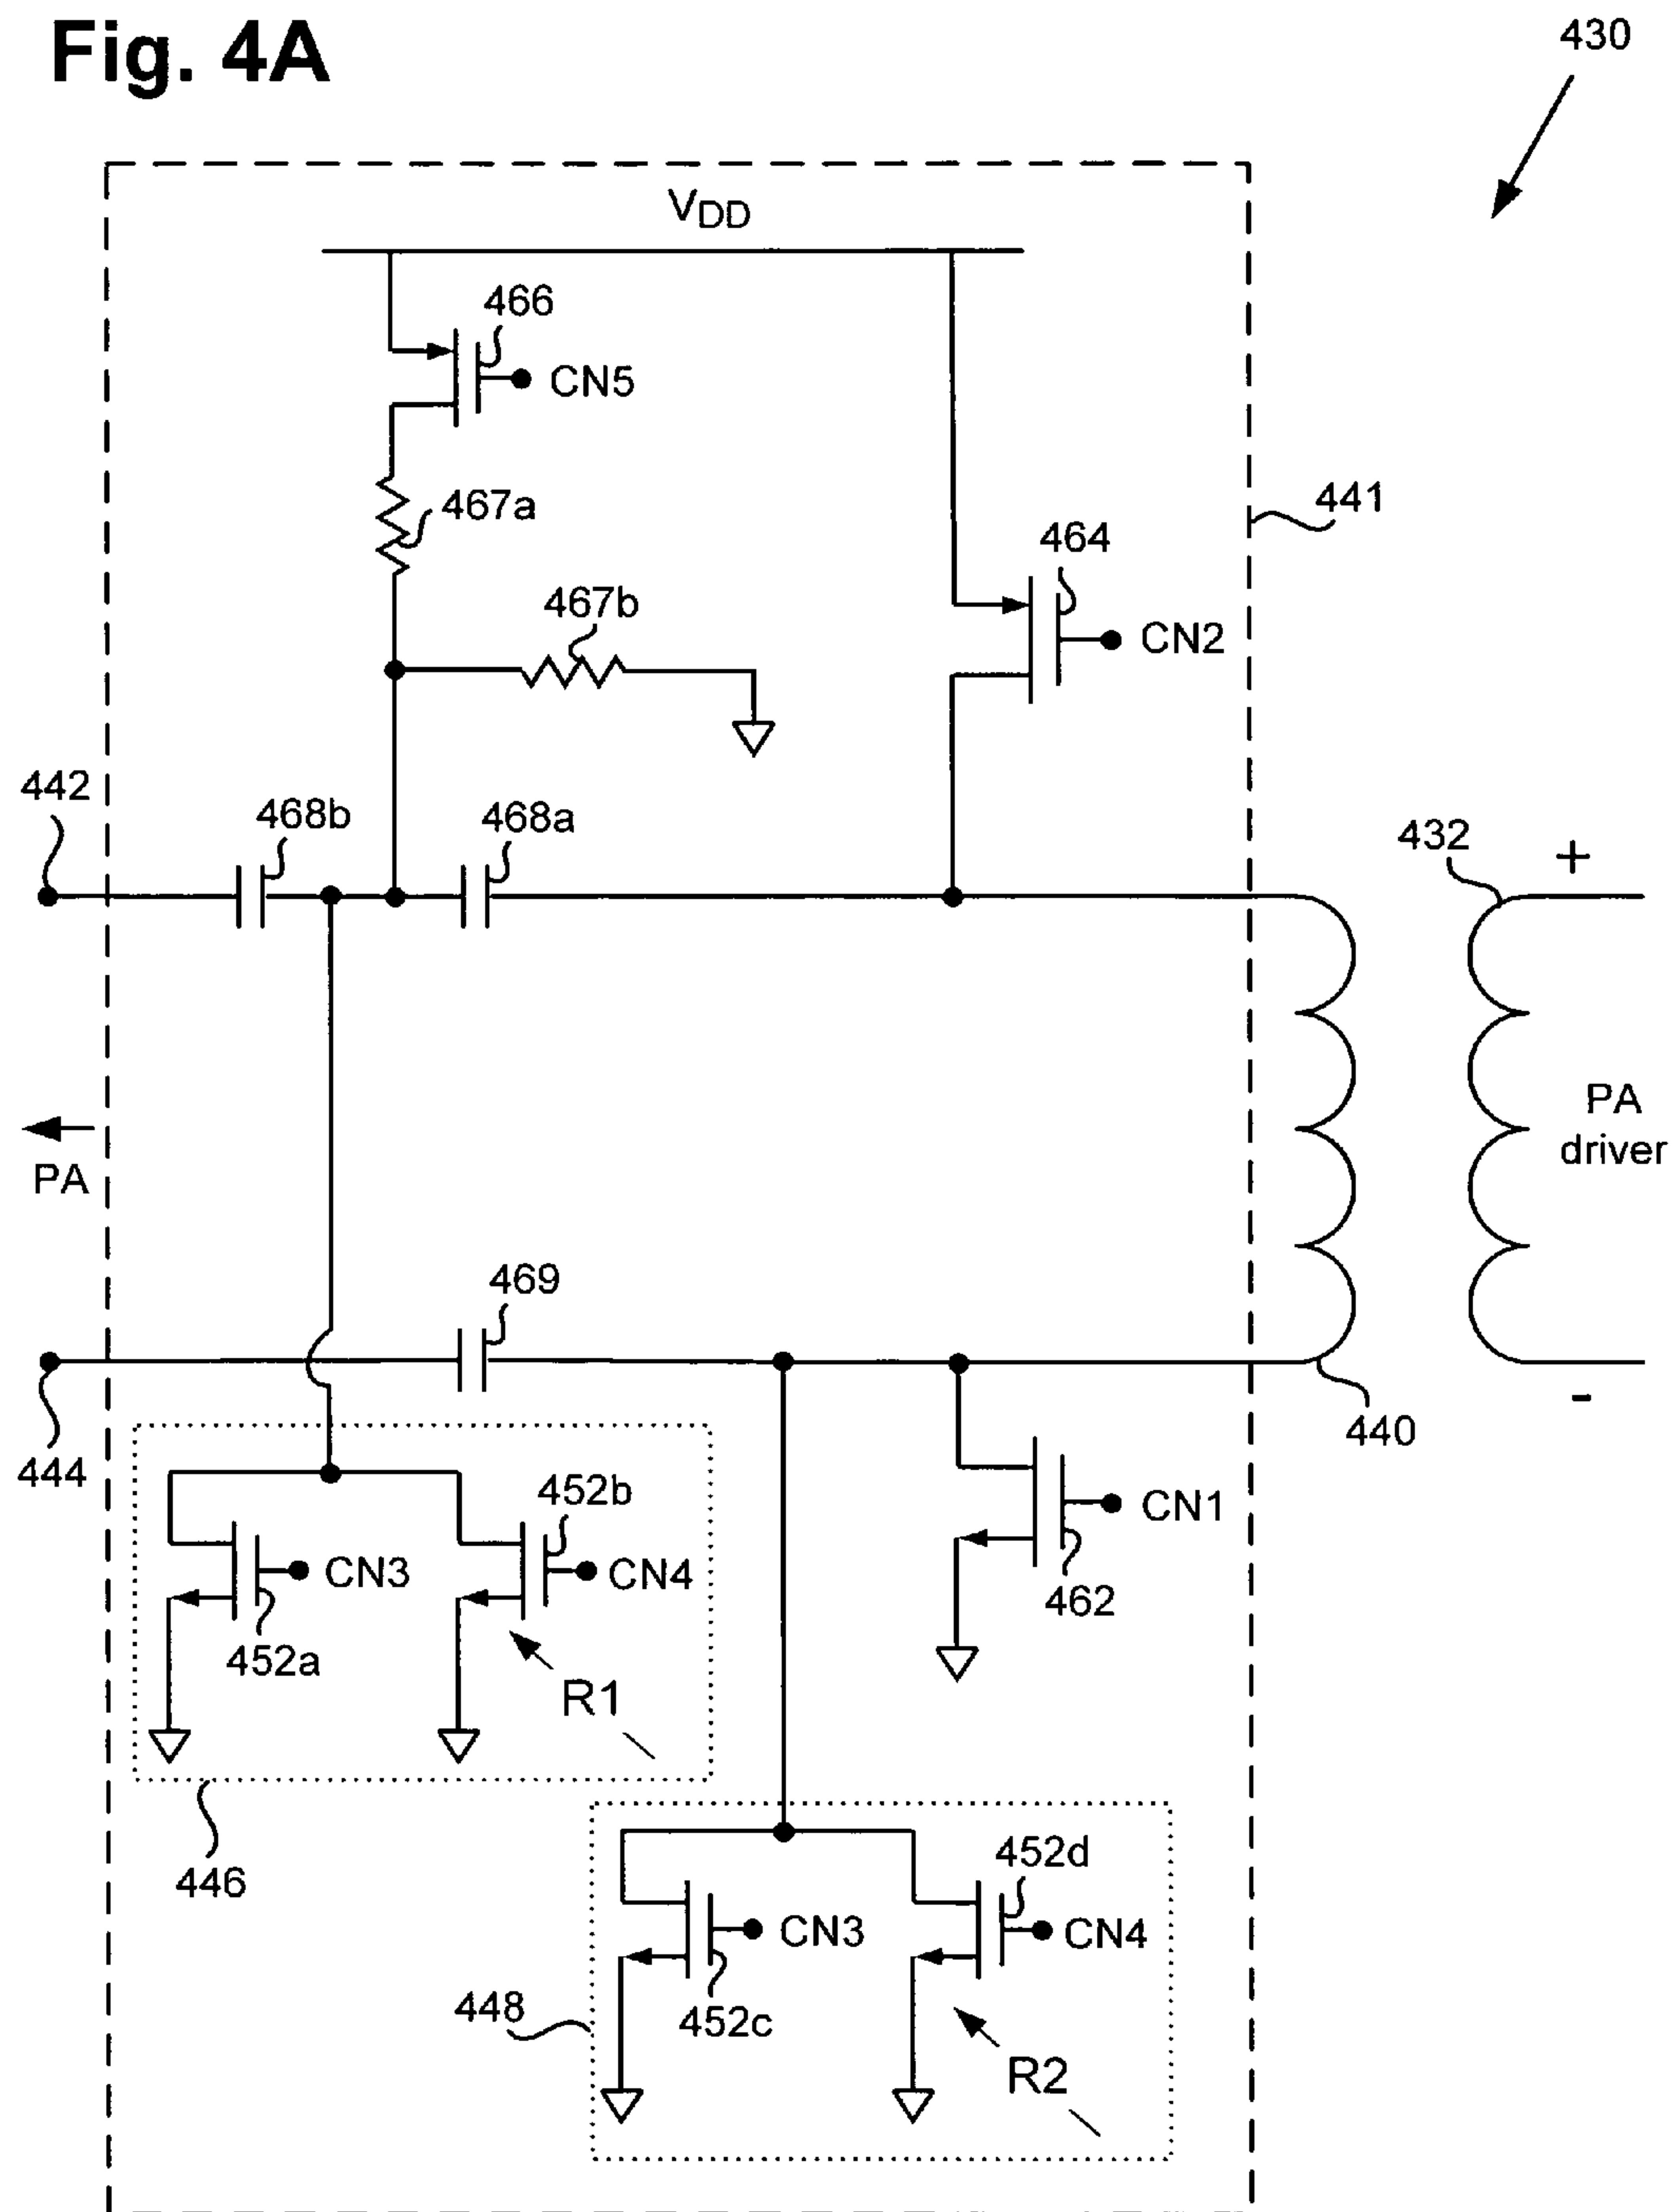 Fig. 4A
430
VDD
466
CN5
467a
441
464
467b
CN2
442
468b
468a
432
+
PA
driver
PA
469
-
440
444
452b
CN1
CN3
CN4
462
452a
R1
446
452d
CN3
CN4
448
452c
R2